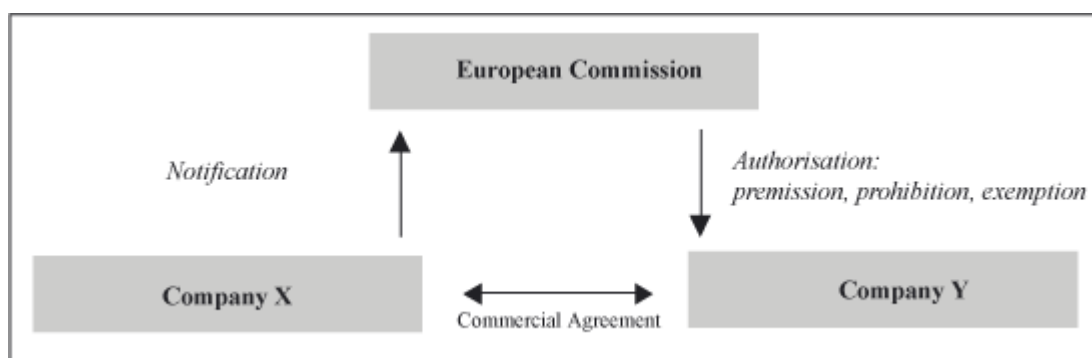 European Commission
Notification
Authorisation:
premission, prohibition, exemption
Company X
Commercial Agreement
Company Y